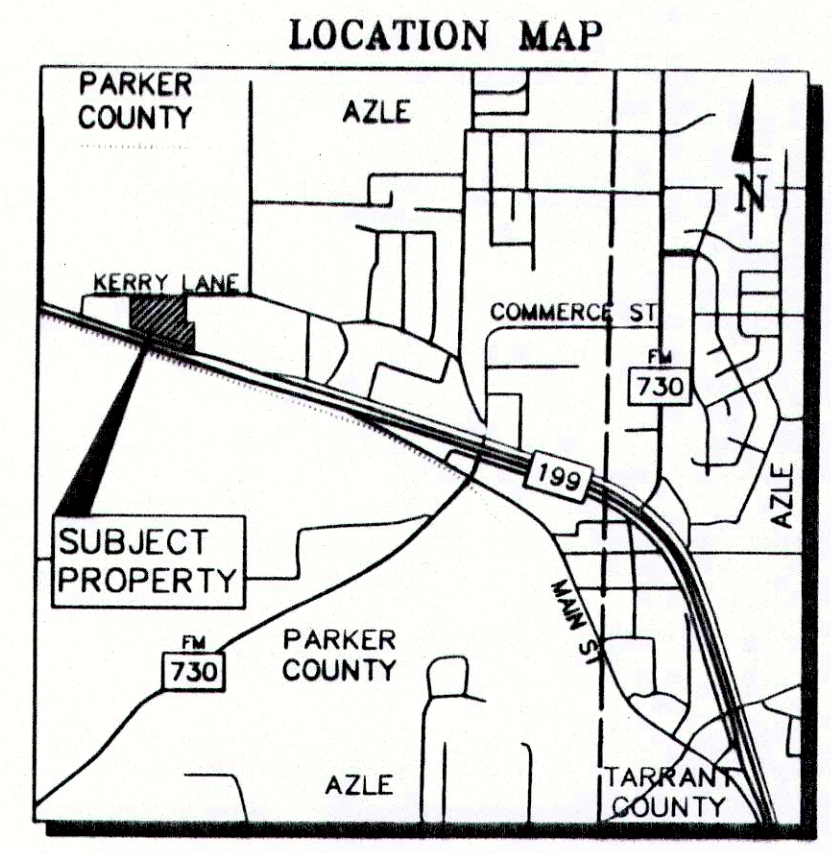 LOCATION MAP
PARKER
COUNTY
AZLE
N
KERRY LANE
COMMERCE ST
FM
730
199
AZLE
SUBJECT
PROPERTY
MAIN ST
FM
730
PARKER
COUNTY
AZLE
TARRANT
COUNTY